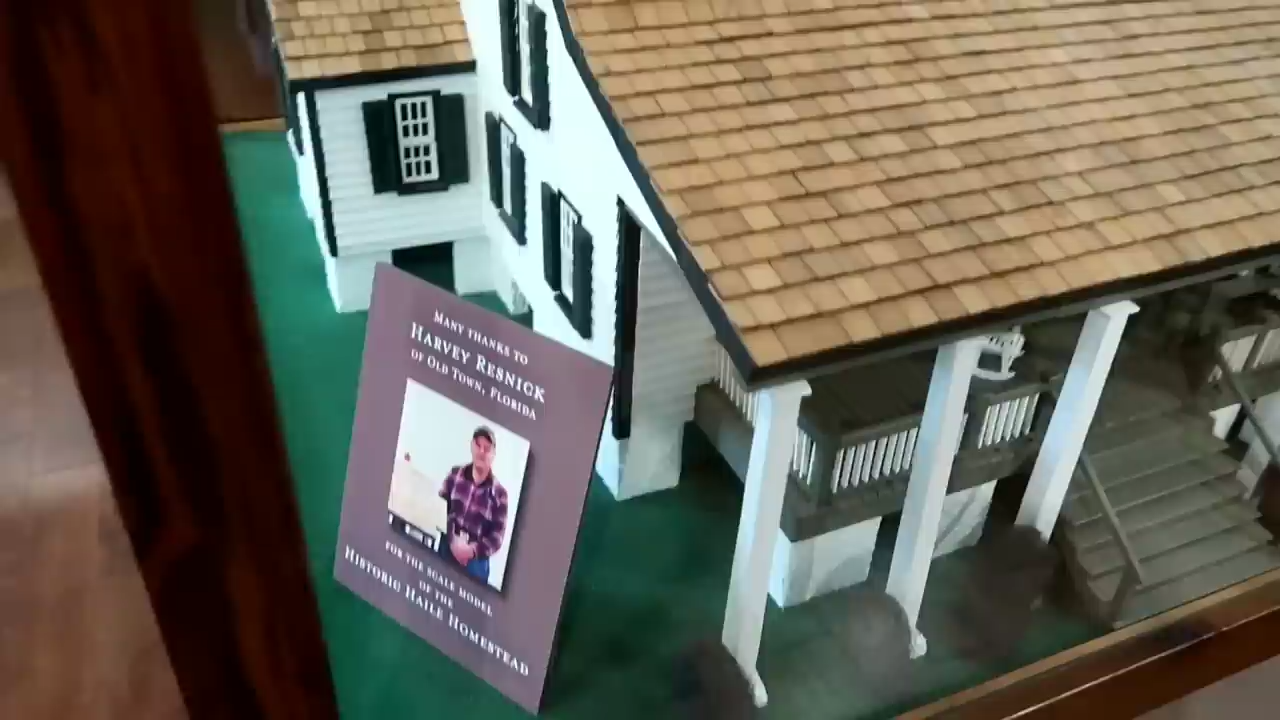 MANY THANKS TO
HARVEY RESNICK
OF OLD TOWN, FLORIDA
FOR THE SCALE MODEL
OF THE
HISTORIC HAILE HOMESTEAD